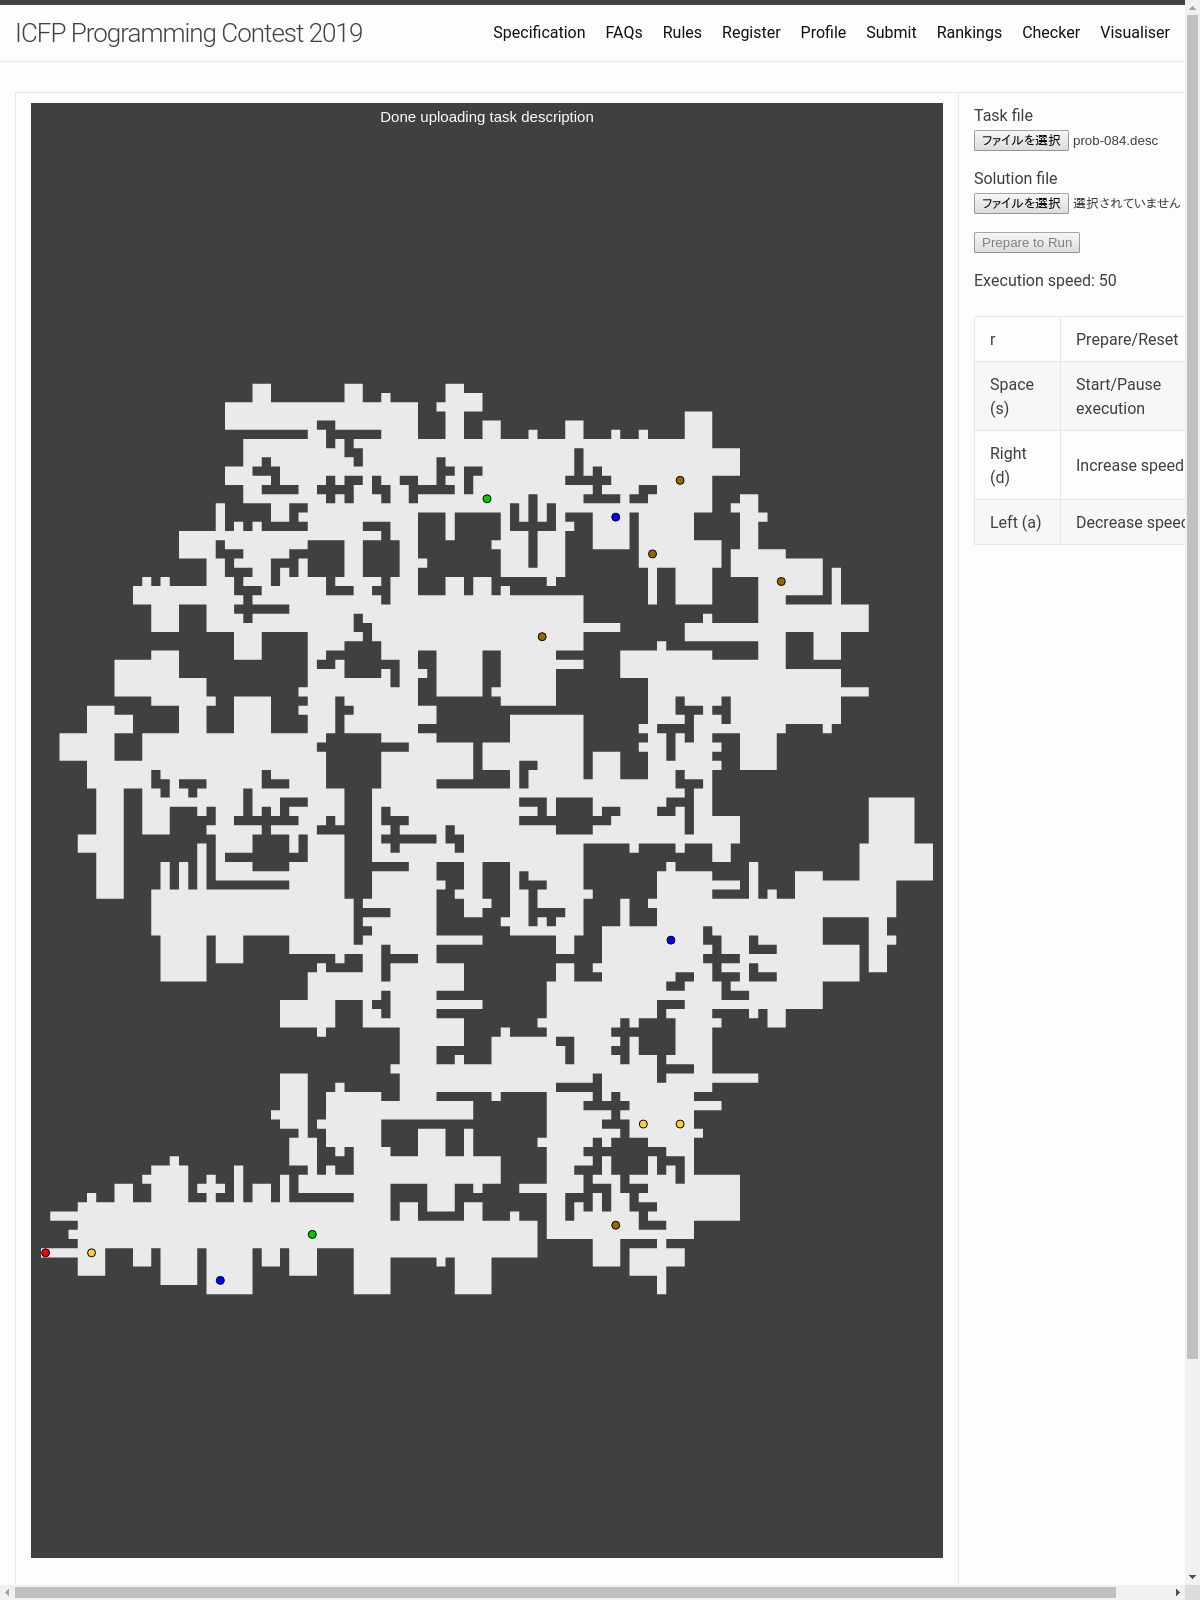 ICFP Programming Contest 2019
Specification FAQs Rules Register Profile Submit Rankings Checker Visualiser
Done uploading task description
Task file
ファイルを選択 prob-084.desc
Solution file
ファイルを選択 選択されていません
Prepare to Run
Execution speed: 50
r Prepare/Reset
Space Start/Pause
(s) execution
Right Increase speed
(d)
Left (a) Decrease speed